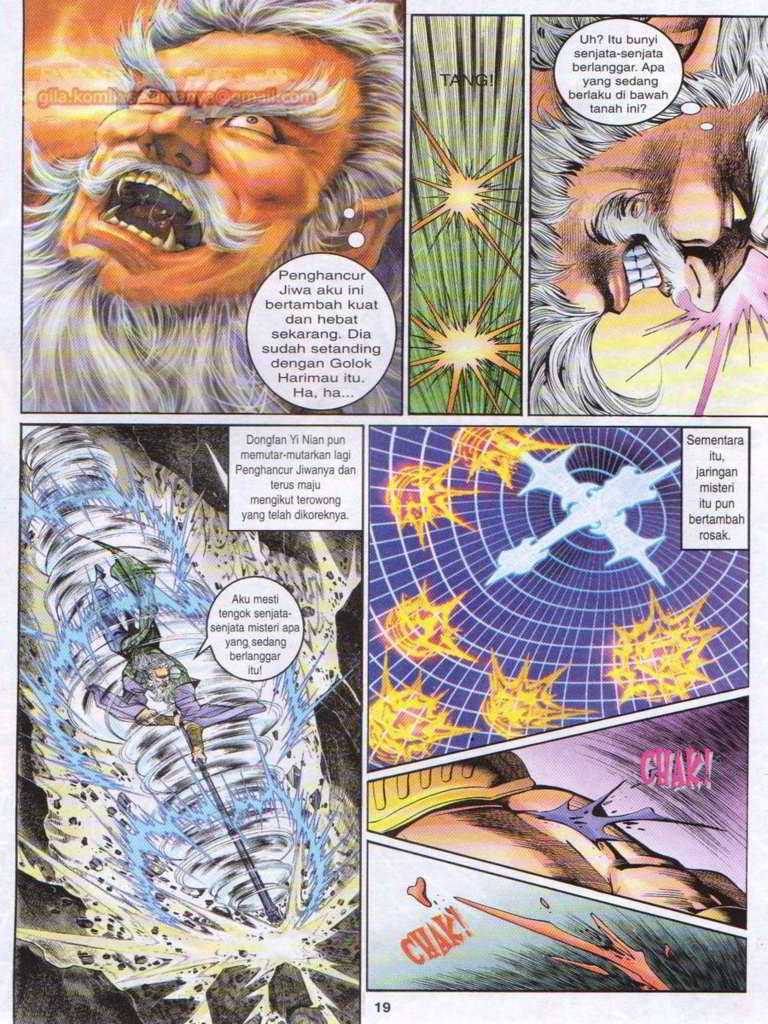 Penghancur
Jiwa aku ini
bertambah kuat
dan hebat
sekarang. Dia
sudah setanding
dengan Golok
Harimau itu.
Ha, ha...
TANG!
Uh? Itu bunyi
senjata-senjata
berlanggar. Apa
yang sedang
berlaku di bawah
tanah ini?
Dongfan Yi Nian pun
memutar-mutarkan lagi
Penghancur Jiwanya dan
terus maju
mengikut terowong
yang telah dikoreknya.
Aku mesti
tengok senjata-
senjata misteri apa
yang sedang
berlanggar
itu!
Sementara
itu,
jaringan
misteri
itu pun
bertambah
rosak.
CHAK!
CHAK!
19